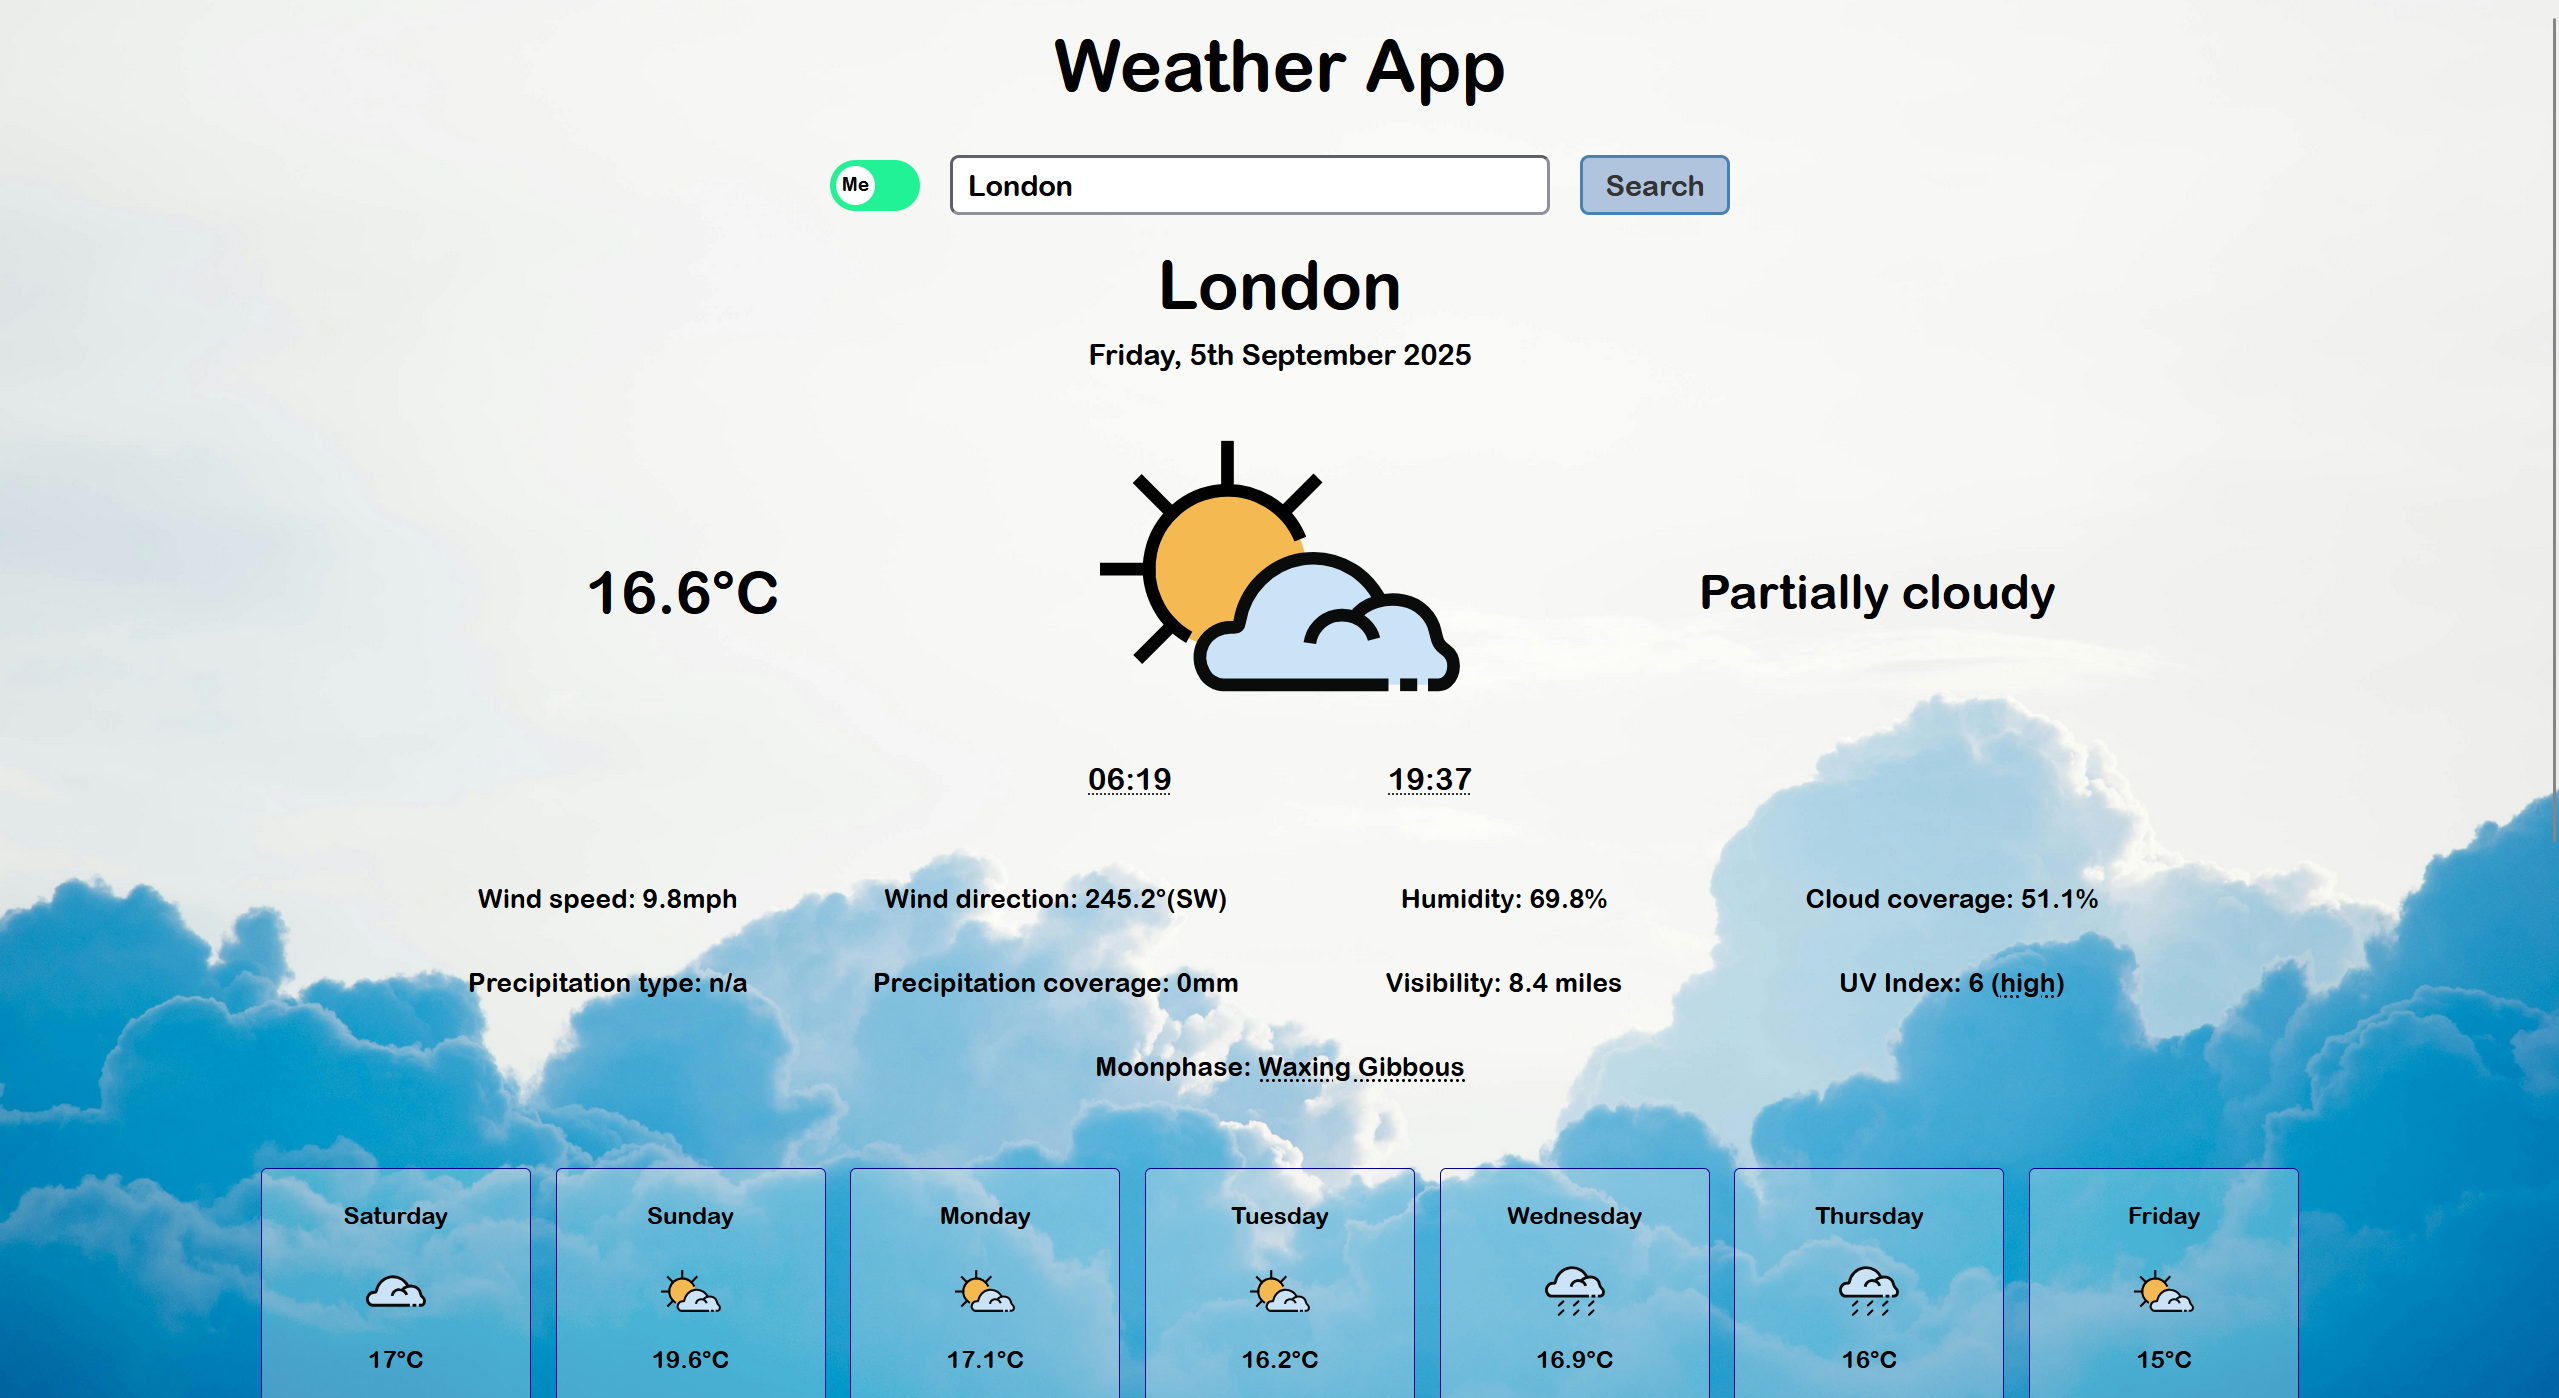 Weather App
Me
London
Search
London
Friday, 5th September 2025
16.6°C
Partially cloudy
06:19
19:37
Wind speed: 9.8mph
Wind direction: 245.2°(SW)
Humidity: 69.8%
Cloud coverage: 51.1%
Precipitation type: n/a
Precipitation coverage: 0mm
Visibility: 8.4 miles
UV Index: 6 (high)
Moonphase: Waxing Gibbous
Saturday
17°C
Sunday
19.6°C
Monday
17.1°C
Tuesday
16.2°C
Wednesday
16.9°C
Thursday
16°C
Friday
15°C